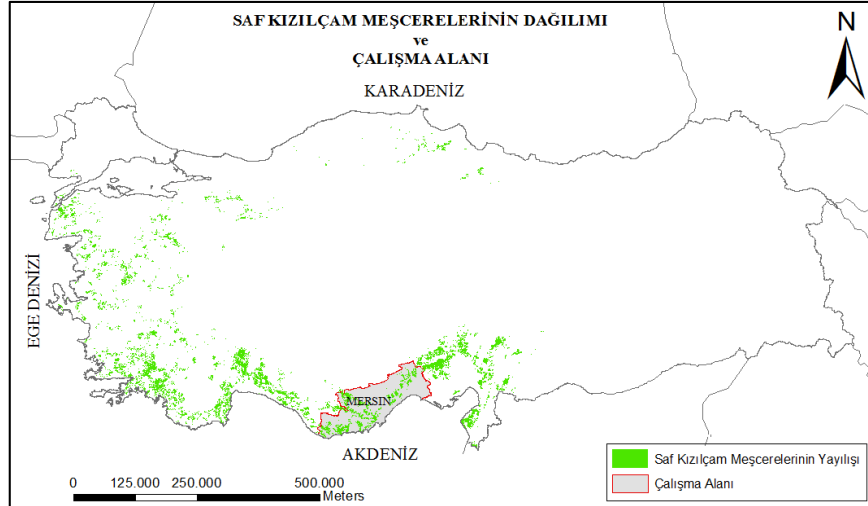 SAF KIZILÇAM MEŞCERELERİNİN DAĞILIMI
ve
ÇALIŞMA ALANI
N
KARADENİZ
EGE DENİZİ
MERSİN
AKDENİZ
0 125.000 250.000 500.000
Meters
Saf Kızılçam Meşcerelerinin Yayılışı
Çalışma Alanı